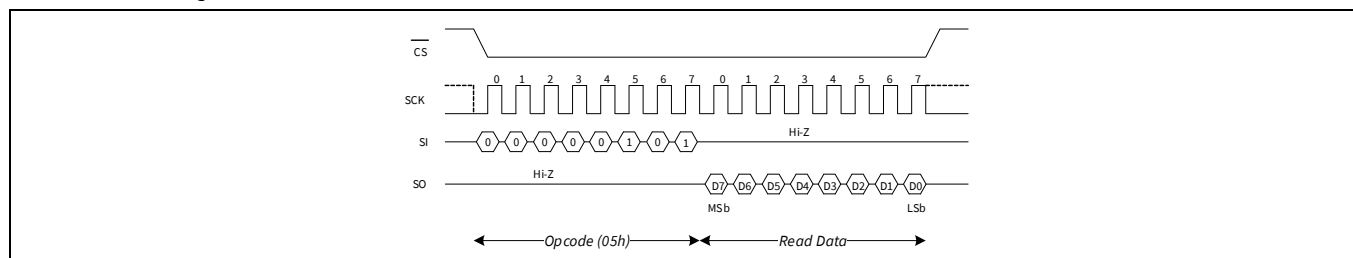 CS
0 1 2 3 4 5 6 7 0 1 2 3 4 5 6 7
SCK
Hi-Z
SI 0 0 0 0 0 1 0 1
Hi-Z
SO D7 D6 D5 D4 D3 D2 D1 D0
MSb LSb
Opcode (05h) Read Data